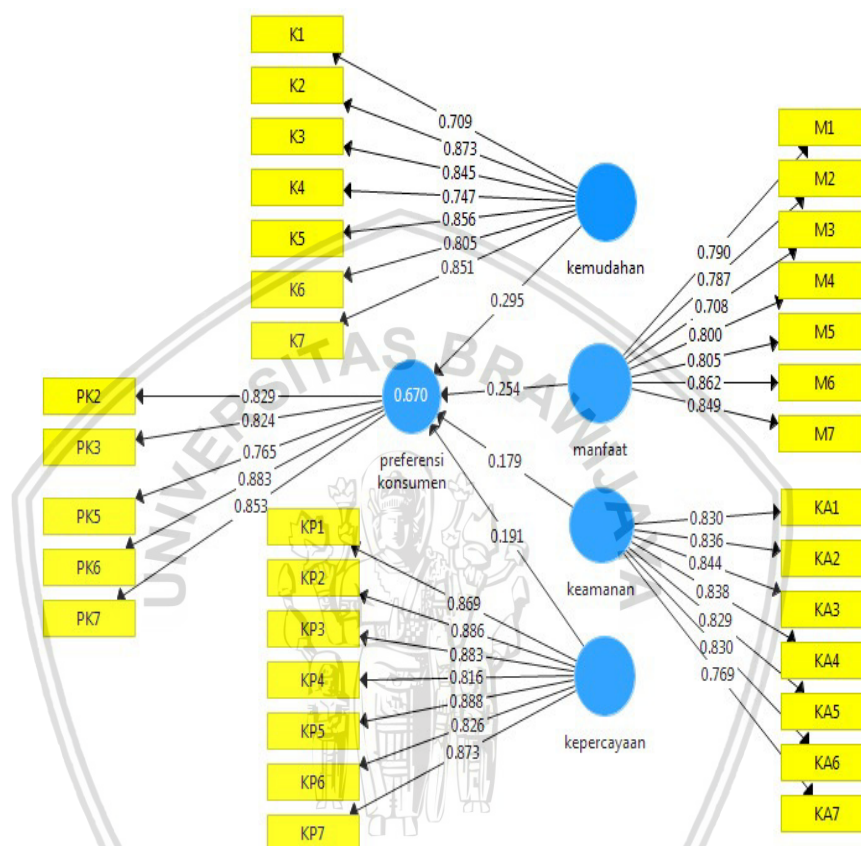 K1
K2
K3
K4
K5
K6
K7
0.709
0.873
0.845
0.747
0.856
0.805
0.851
kemudahan
0.295
M1
M2
M3
M4
M5
M6
M7
0.790
0.787
0.708
0.800
0.805
0.862
0.849
manfaat
0.254
PK2
PK3
PK5
PK6
PK7
0.829
0.824
0.765
0.883
0.853
0.670
preferensi
konsumen
0.179
KA1
KA2
KA3
KA4
KA5
KA6
KA7
0.830
0.836
0.844
0.838
0.829
0.830
0.769
keamanan
0.191
KP1
KP2
KP3
KP4
KP5
KP6
KP7
0.869
0.886
0.883
0.816
0.888
0.826
0.873
kepercayaan
UNIVERSITAS BRAWIJAYA